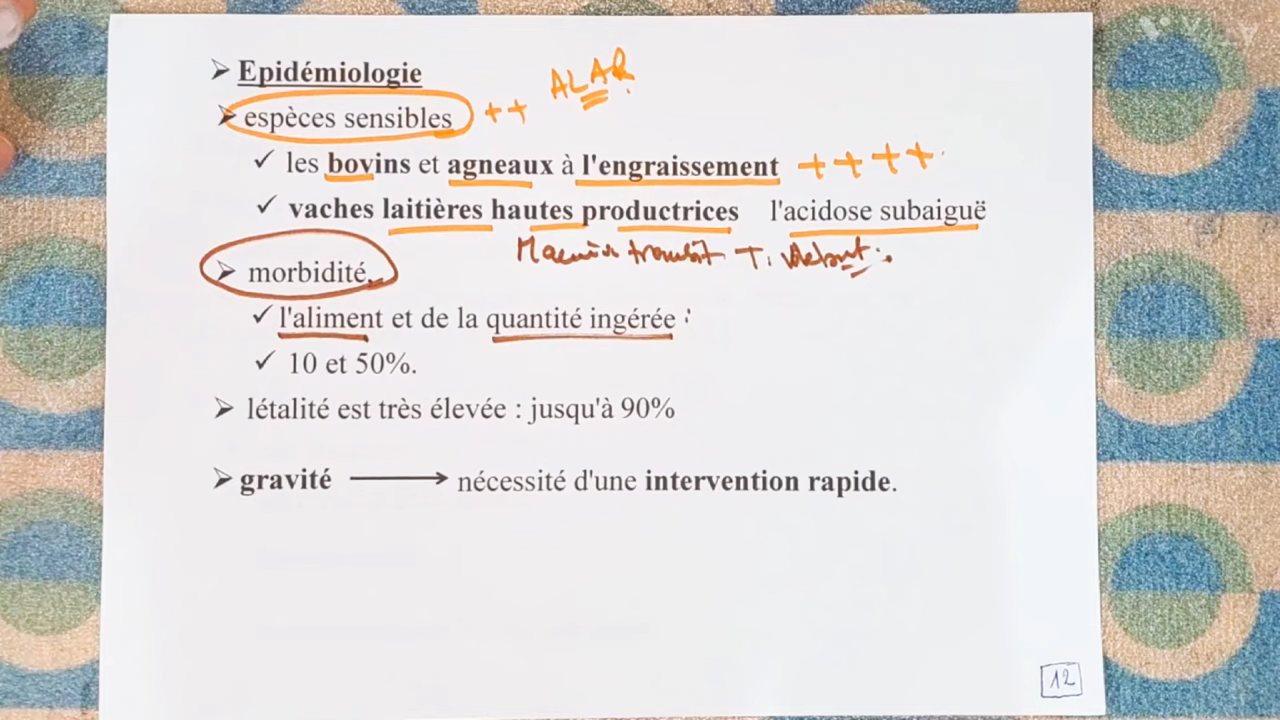 ➢ Epidémiologie
ALAR
➢ espèces sensibles ++
✓ les bovins et agneaux à l'engraissement ++++
✓ vaches laitières hautes productrices l'acidose subaiguë
➢ morbidité
✓ l'aliment et de la quantité ingérée :
✓ 10 et 50%.
➢ létalité est très élevée : jusqu'à 90%
➢ gravité ⟶ nécessité d'une intervention rapide.
12